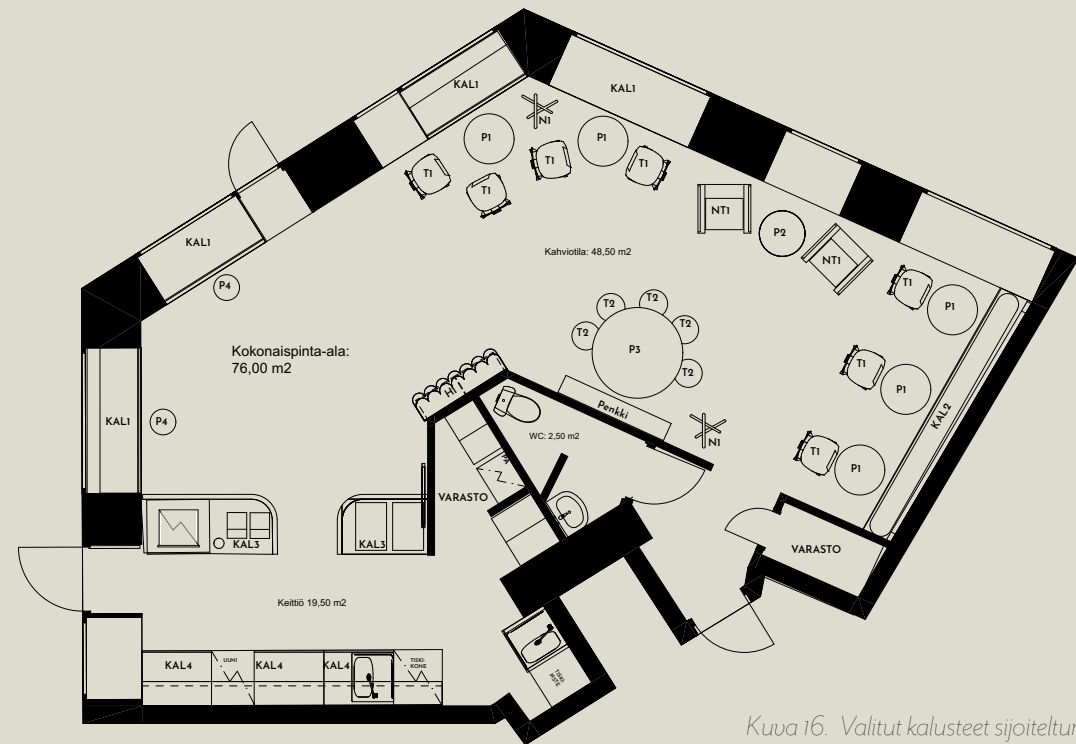 KAL1
KAL1
P1
N1
P1
T1
T1
T1
T1
NT1
P2
NT1
KAL1
Kahviotila: 48,50 m2
P4
T1
P1
T2
T2
T2
T2
T2
P3
Kokonaispinta-ala:
76,00 m2
T1
P1
HI
Penkki
KAL1
P4
KAL2
WC: 2,50 m2
N1
T1
P1
VARASTO
KAL3
KAL3
VARASTO
Keittiö 19,50 m2
KAL4
UUNI
KAL4
KAL4
TISKI-
KONE
TISKI-
PISTE
Kuva 16. Valitut kalusteet sijoiteltun